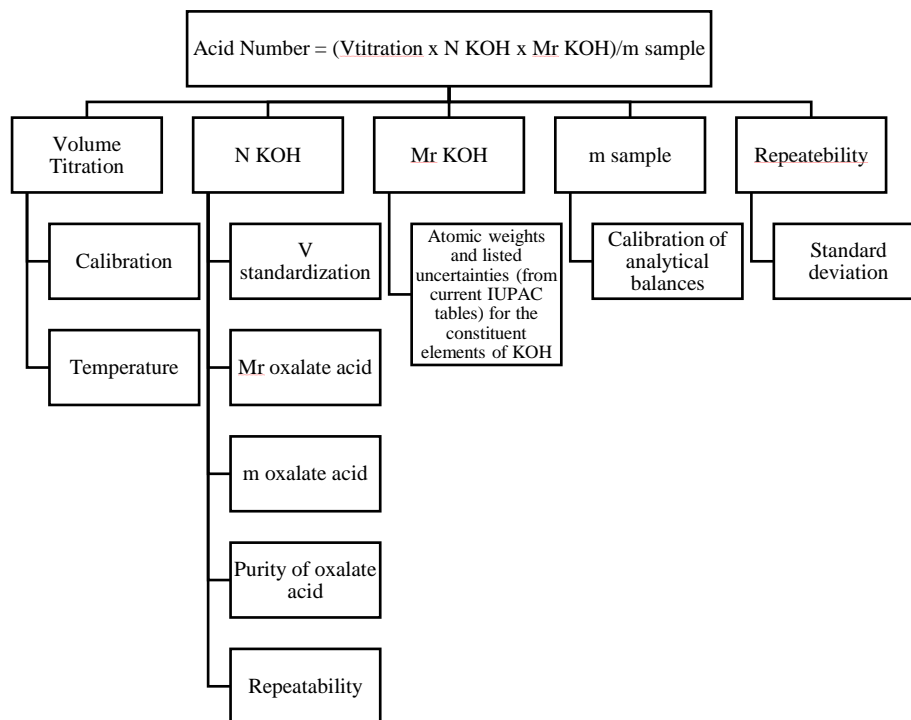 Acid Number = (Vtitration x N KOH x Mr KOH)/m sample
Volume
Titration
N KOH
Mr KOH
m sample
Repeatebility
Calibration
Temperature
V
standardization
Mr oxalate acid
m oxalate acid
Purity of oxalate
acid
Repeatability
Atomic weights
and listed
uncertainties (from
current IUPAC
tables) for the
constituent
elements of KOH
Calibration of
analytical
balances
Standard
deviation